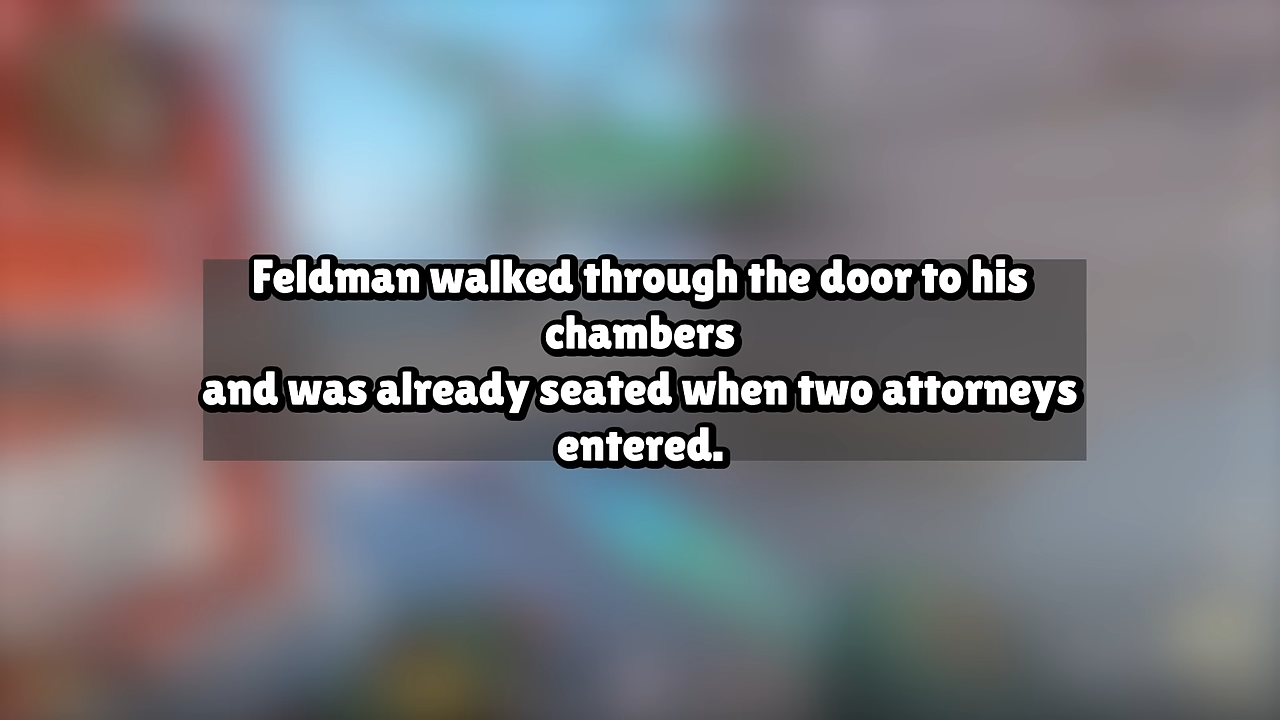 Feldman walked through the door to his
chambers
and was already seated when two attorneys
entered.